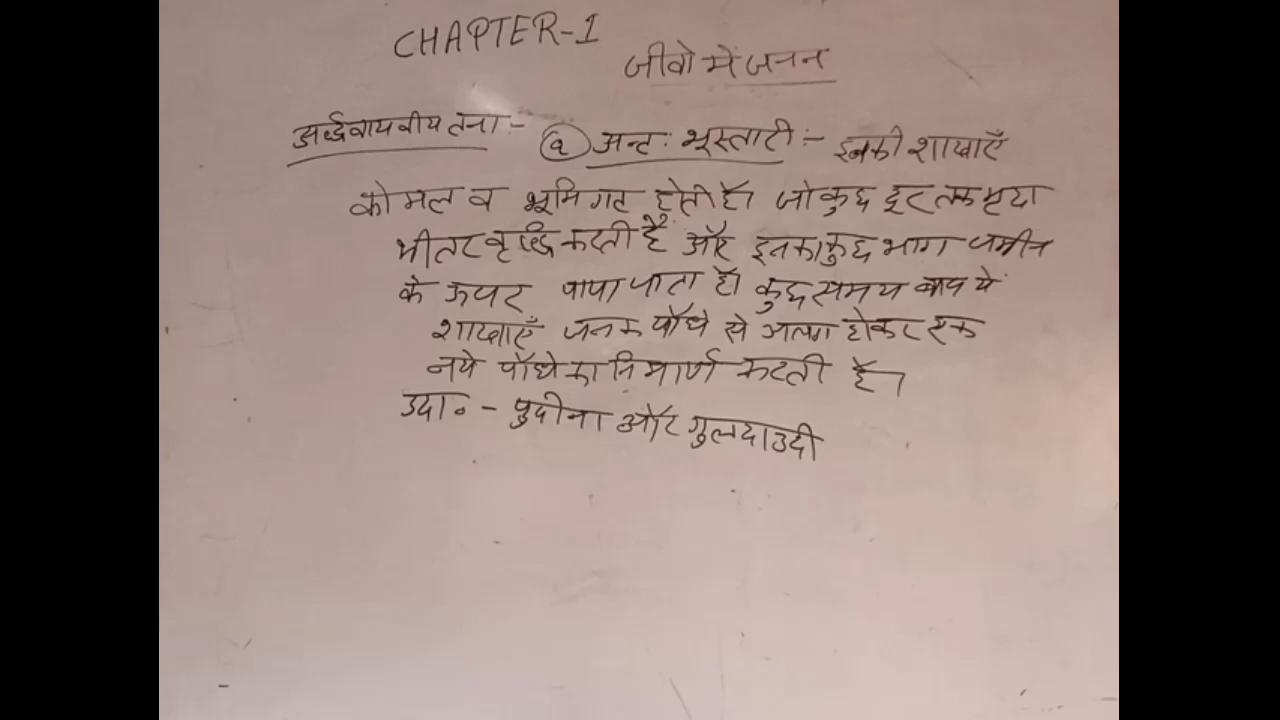 CHAPTER-1
जीवो मे जनन
अर्द्धवायवीय तना :- (a) अन्तः भूस्तारी :- इनकी शाखाएँ
कोमल व भूमिगत होती है। जो कुछ दूर तक मृदा
भीतर वृद्धि करती है और इनका कुछ भाग जमीन
के ऊपर पाया जाता है। कुछ समय बाद ये
शाखाएँ जनक पौधे से अलग होकर एक
नये पौधे का निमार्ण करती है।
उदा० - पुदीना और गुलदाउदी